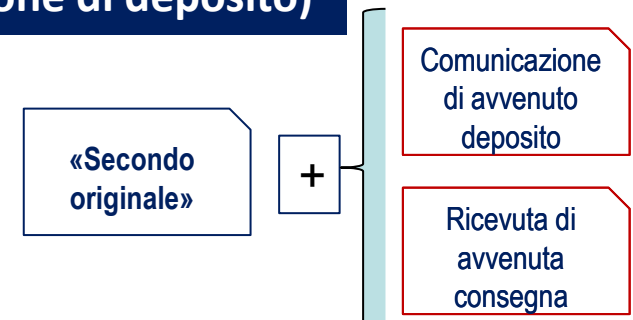 one di deposito)
«Secondo
originale»
+
Comunicazione
di avvenuto
deposito
Ricevuta di
avvenuta
consegna